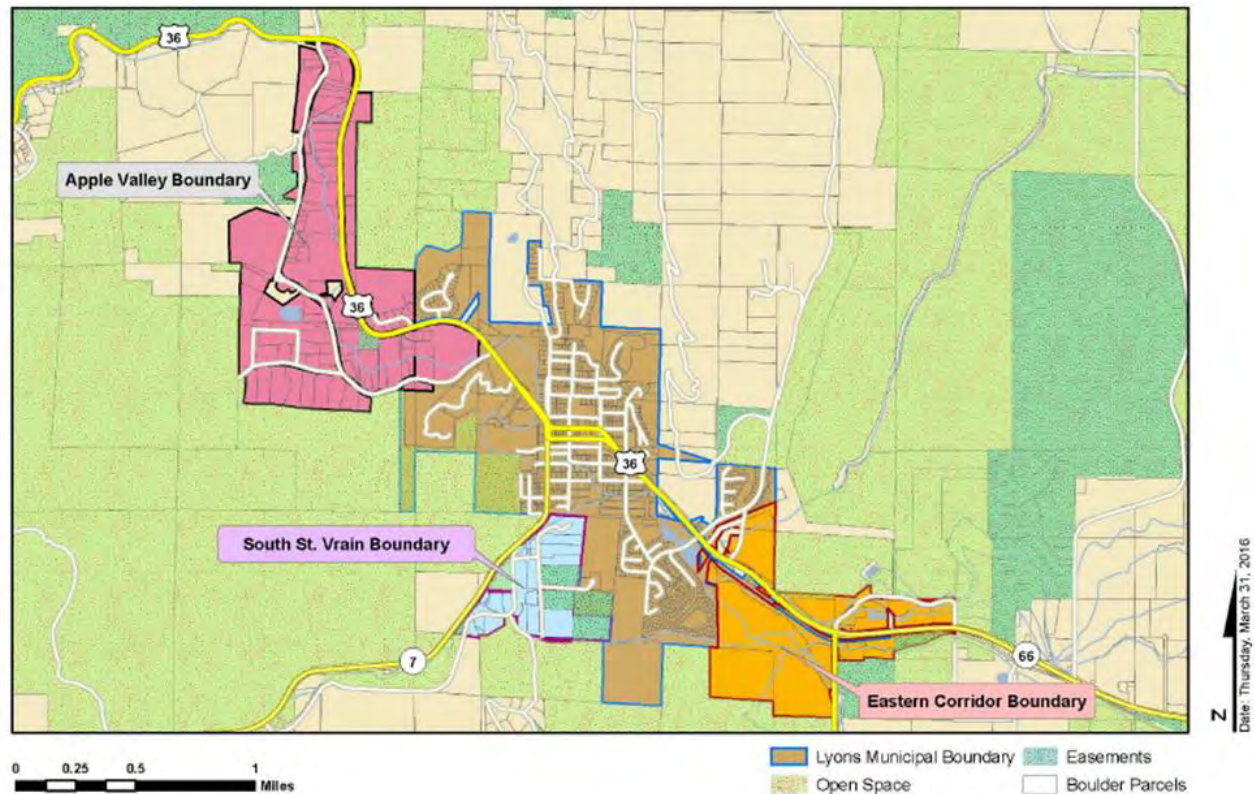 36
Apple Valley Boundary
36
36
South St. Vrain Boundary
7
66
Eastern Corridor Boundary
N
Date: Thursday, March 31, 2016
0 0.25 0.5 1
Miles
Lyons Municipal Boundary
Easements
Open Space
Boulder Parcels